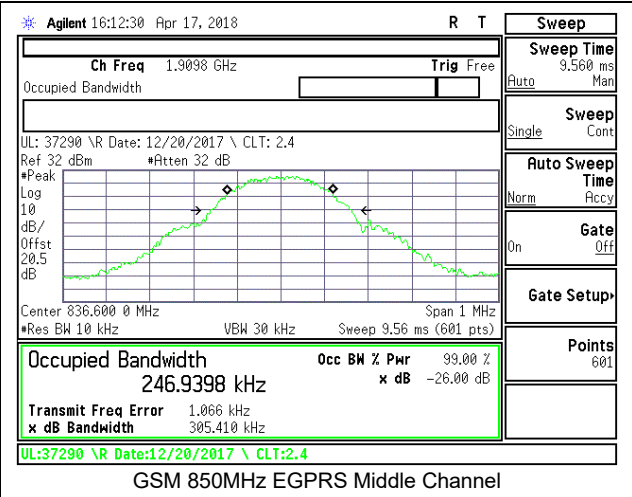 Agilent 16:12:30 Apr 17, 2018 R T Sweep
Ch Freq 1.9098 GHz Trig Free
Occupied Bandwidth
Sweep Time
9.560 ms
Auto Man
Sweep
Single Cont
Auto Sweep
Time
Norm Accy
Gate
On Off
Gate Setup
Points
601
UL: 37290 \R Date: 12/20/2017 \ CLT: 2.4
Ref 32 dBm #Atten 32 dB
#Peak
Log
10
dB/
Offst
20.5
dB
Center 836.600 0 MHz Span 1 MHz
#Res BW 10 kHz VBW 30 kHz Sweep 9.56 ms (601 pts)
Occupied Bandwidth Occ BW % Pwr 99.00 %
246.9398 kHz x dB -26.00 dB
Transmit Freq Error 1.066 kHz
x dB Bandwidth 305.410 kHz
UL:37290 \R Date:12/20/2017 \ CLT:2.4
GSM 850MHz EGPRS Middle Channel